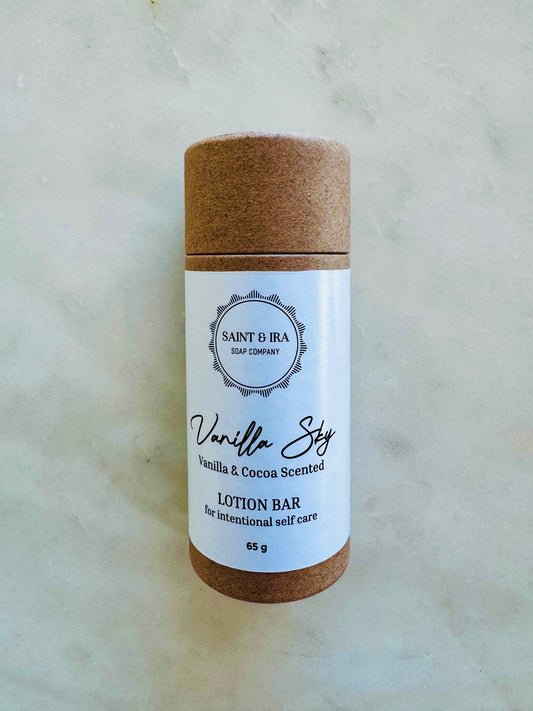 SAINT & IRA
SOAP COMPANY
Vanilla Sky
Vanilla & Cocoa Scented
LOTION BAR
for intentional self care
65 g